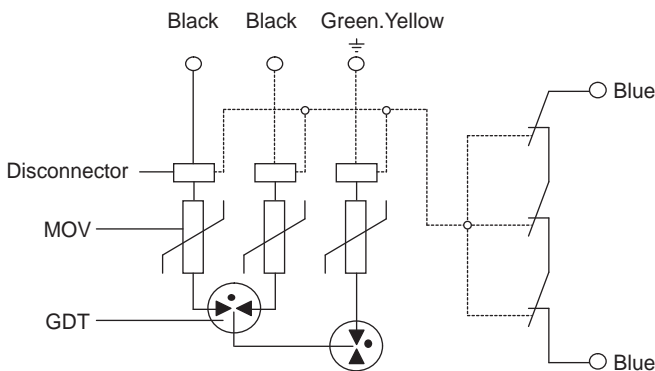 Black Black Green.Yellow
Blue
Disconnector
MOV
GDT
Blue